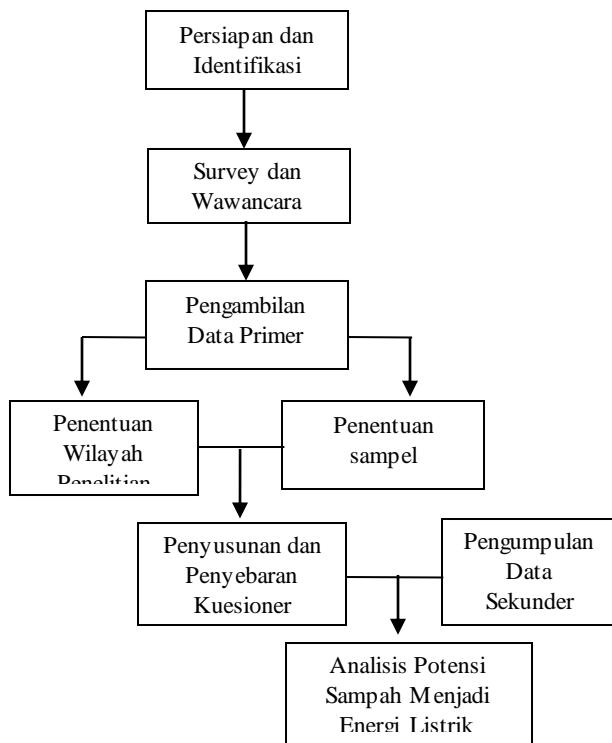 Persiapan dan
Identifikasi
Survey dan
Wawancara
Pengambilan
Data Primer
Penentuan
Wilayah
Penelitian
Penentuan
sampel
Penyusunan dan
Penyebaran
Kuesioner
Pengumpulan
Data
Sekunder
Analisis Potensi
Sampah Menjadi
Energi Listrik